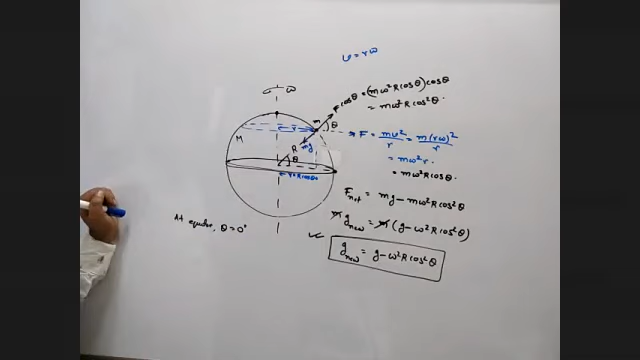 v = rω
ω
F cosθ = (mω²R cosθ) cosθ
= mω²R cos²θ.
m
θ
r
M
mg
F = mv²/r = m(rω)²/r
= mω²r.
= mω²R cosθ.
R
θ
r = R cosθ
F_net = mg - mω²R cos²θ
m g_new = m (g - ω²R cos²θ)
At equator, θ = 0°
g_new = g - ω²R cos²θ